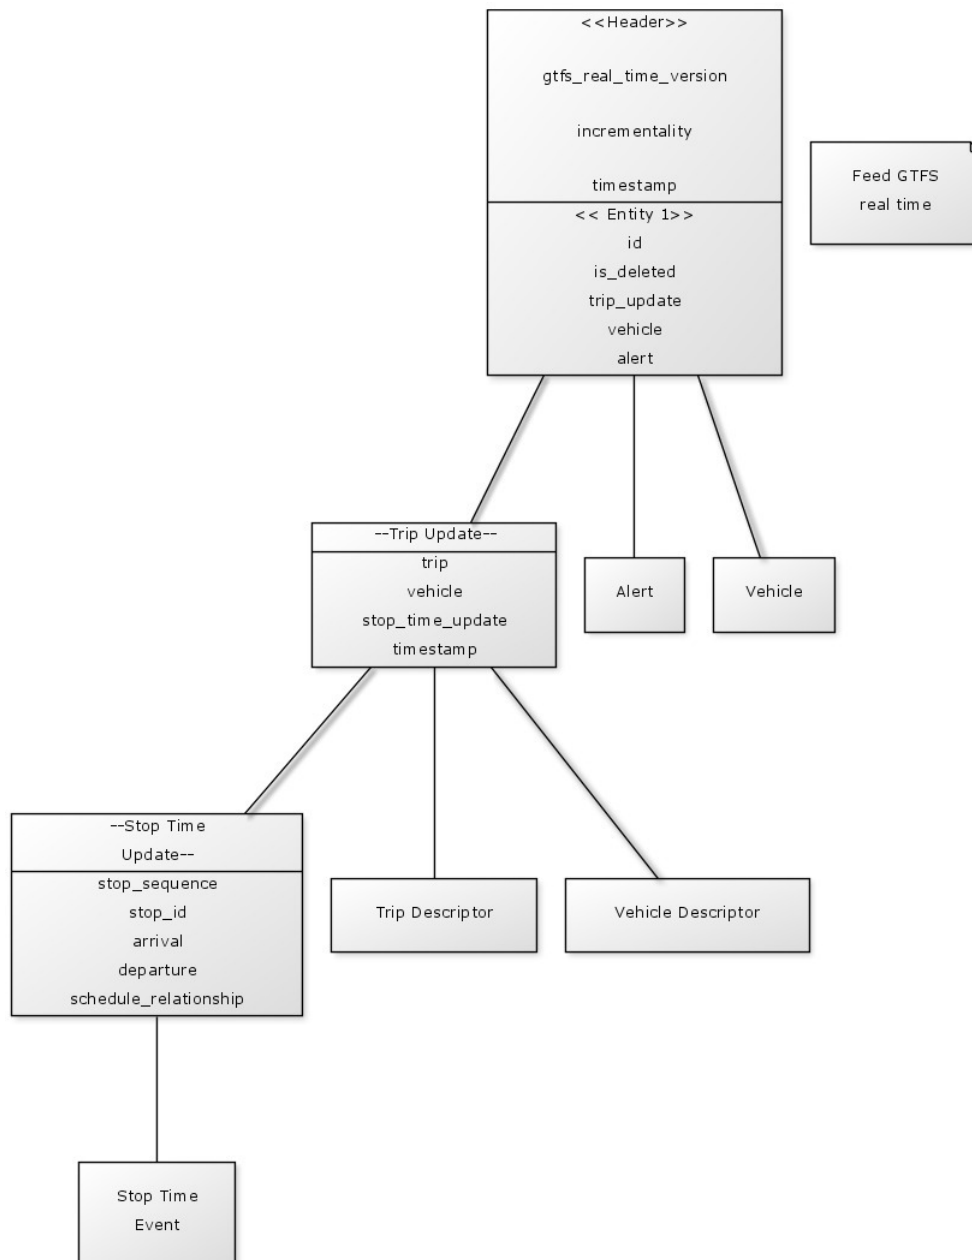 <<Header>>
gtfs_real_time_version
incrementality
timestamp
<< Entity 1>>
id
is_deleted
trip_update
vehicle
alert
Feed GTFS
real time
--Trip Update--
trip
vehicle
stop_time_update
timestamp
Alert
Vehicle
--Stop Time
Update--
stop_sequence
stop_id
arrival
departure
schedule_relationship
Trip Descriptor
Vehicle Descriptor
Stop Time
Event